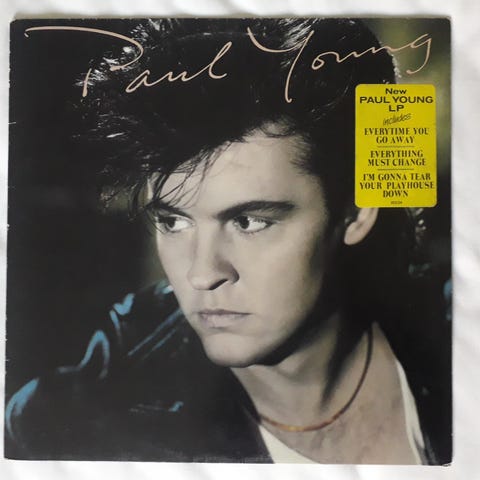 Paul Young
New
PAUL YOUNG
LP
includes
EVERYTIME YOU
GO AWAY
EVERYTHING
MUST CHANGE
I'M GONNA TEAR
YOUR PLAYHOUSE
DOWN